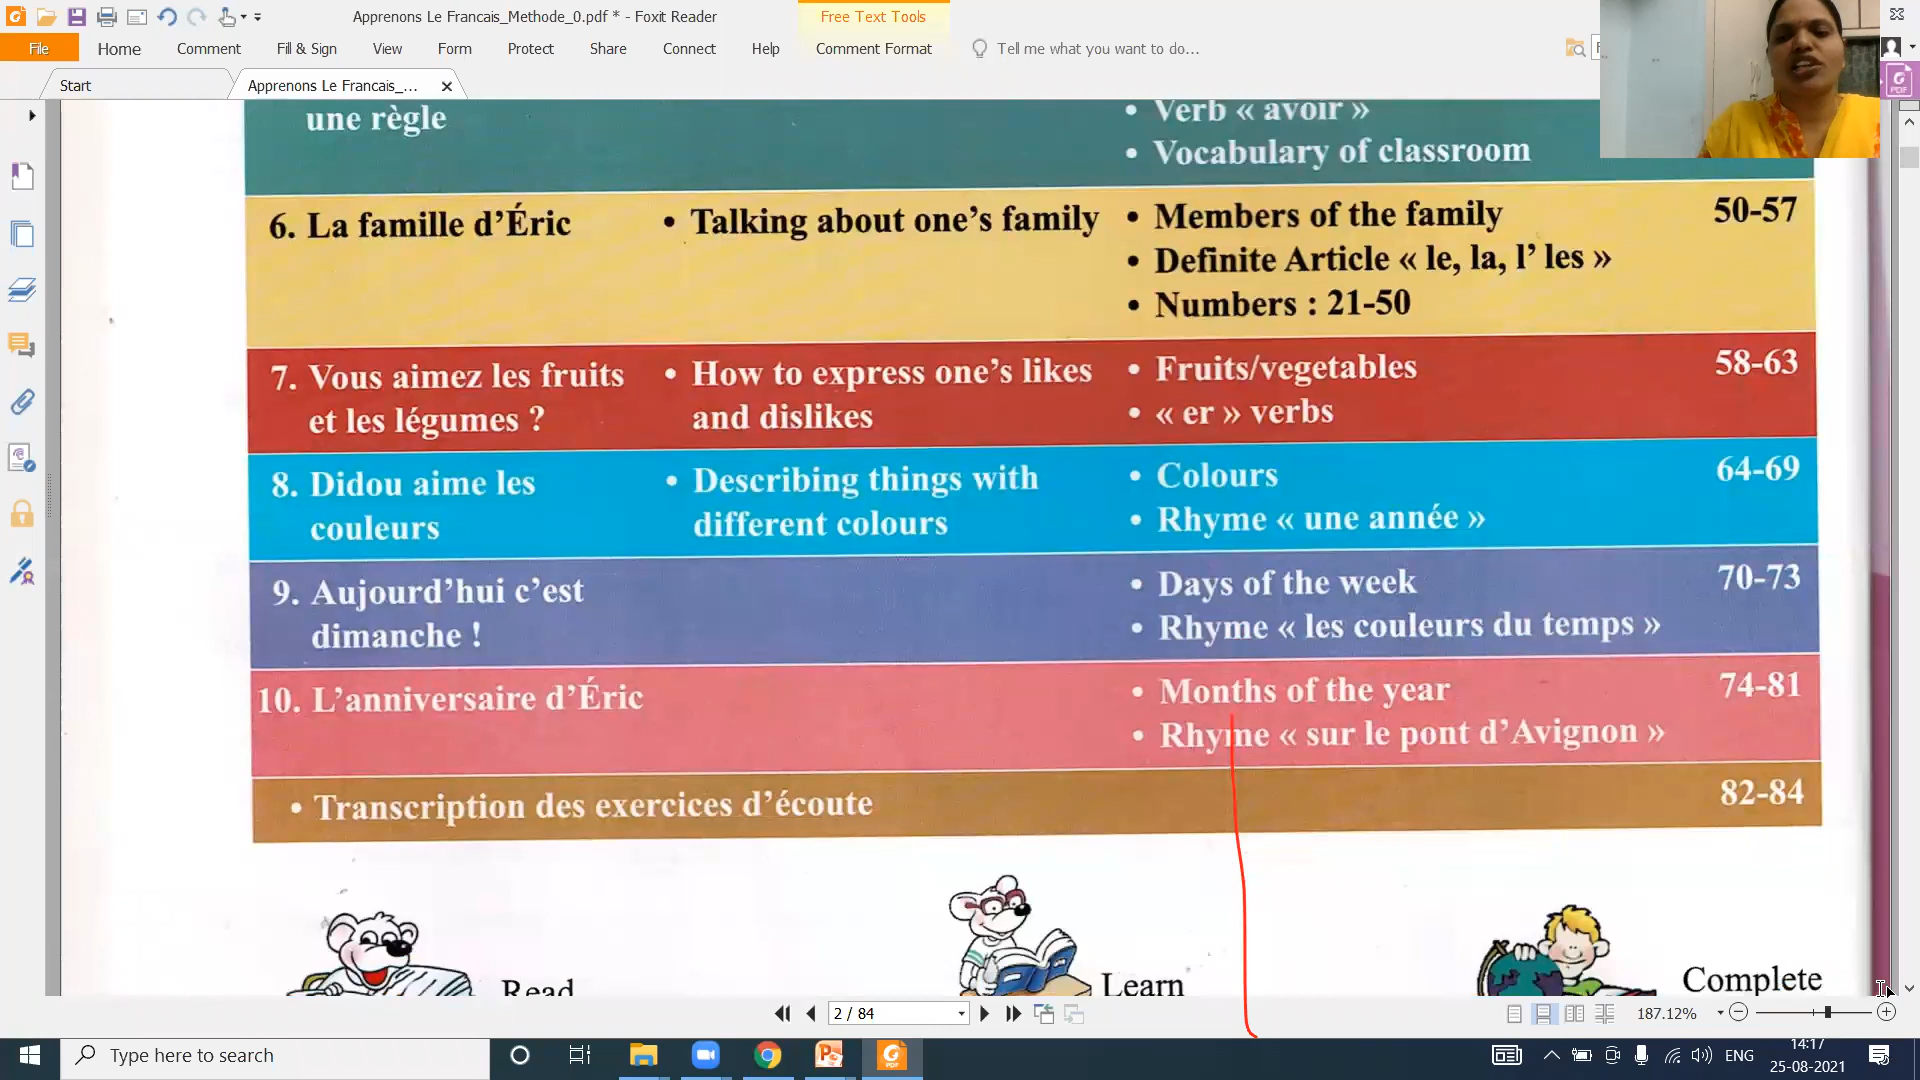 Apprenons Le Francais_Methode_0.pdf * - Foxit Reader
Free Text Tools
File Home Comment Fill & Sign View Form Protect Share Connect Help Comment Format Tell me what you want to do...
Start
Apprenons Le Francais_...
une règle
• Verb « avoir »
• Vocabulary of classroom
6. La famille d'Éric • Talking about one's family • Members of the family 50-57
• Definite Article « le, la, l' les »
• Numbers : 21-50
7. Vous aimez les fruits • How to express one's likes • Fruits/vegetables 58-63
et les légumes ? and dislikes • « er » verbs
8. Didou aime les • Describing things with • Colours 64-69
couleurs different colours • Rhyme « une année »
9. Aujourd'hui c'est • Days of the week 70-73
dimanche ! • Rhyme « les couleurs du temps »
10. L'anniversaire d'Éric • Months of the year 74-81
• Rhyme « sur le pont d'Avignon »
• Transcription des exercices d'écoute 82-84
Read Learn Complete
2 / 84
187.12%
Type here to search
ENG
14:17
25-08-2021